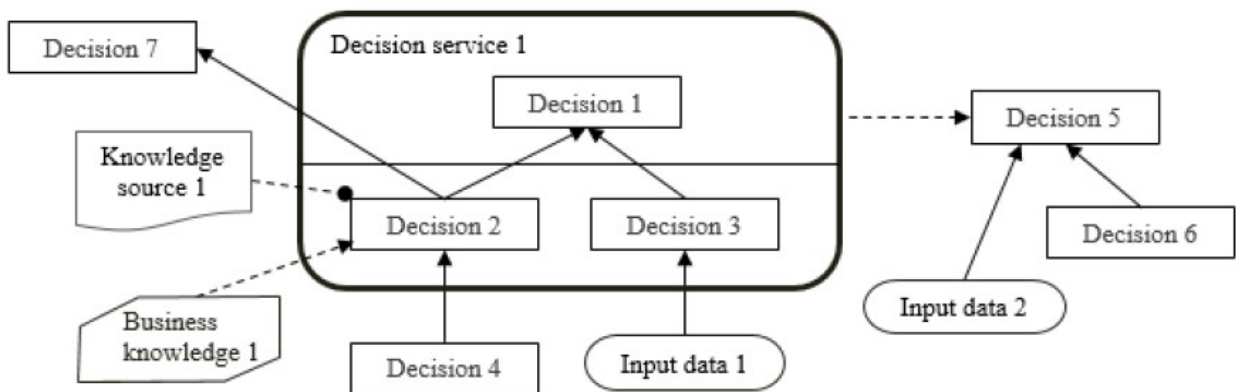 Decision 7
Decision service 1
Decision 1
Decision 5
Knowledge
source 1
Decision 2
Decision 3
Decision 6
Input data 2
Business
knowledge 1
Decision 4
Input data 1